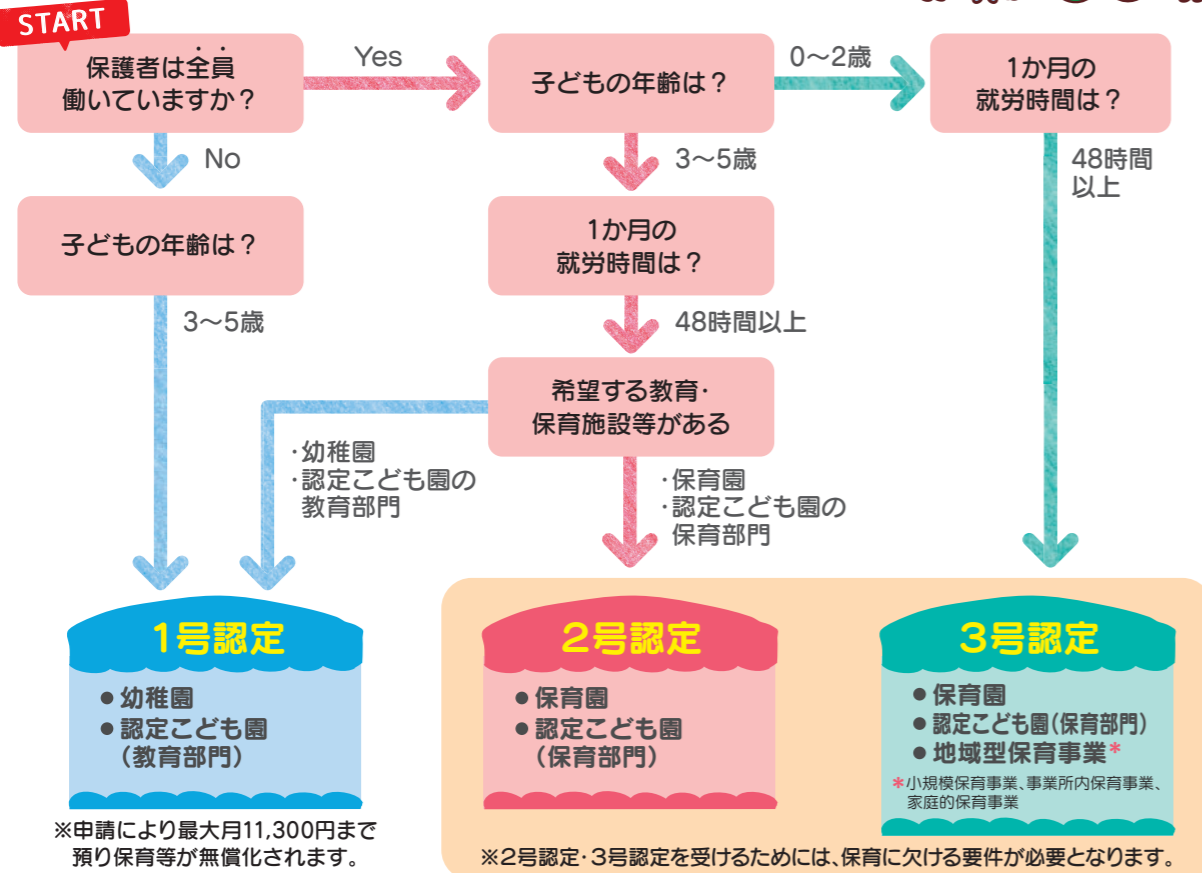 START
保護者は全員
働いていますか？
Yes
子どもの年齢は？
0～2歳
1か月の
就労時間は？
No
3～5歳
48時間
以上
子どもの年齢は？
1か月の
就労時間は？
3～5歳
48時間以上
希望する教育・
保育施設等がある
・幼稚園
・認定こども園の
教育部門
・保育園
・認定こども園の
保育部門
1号認定
●幼稚園
●認定こども園
(教育部門)
※申請により最大月11,300円まで
預り保育等が無償化されます。
2号認定
●保育園
●認定こども園
(保育部門)
3号認定
●保育園
●認定こども園(保育部門)
●地域型保育事業*
*小規模保育事業、事業所内保育事業、
家庭的保育事業
※2号認定・3号認定を受けるためには、保育に欠ける要件が必要となります。